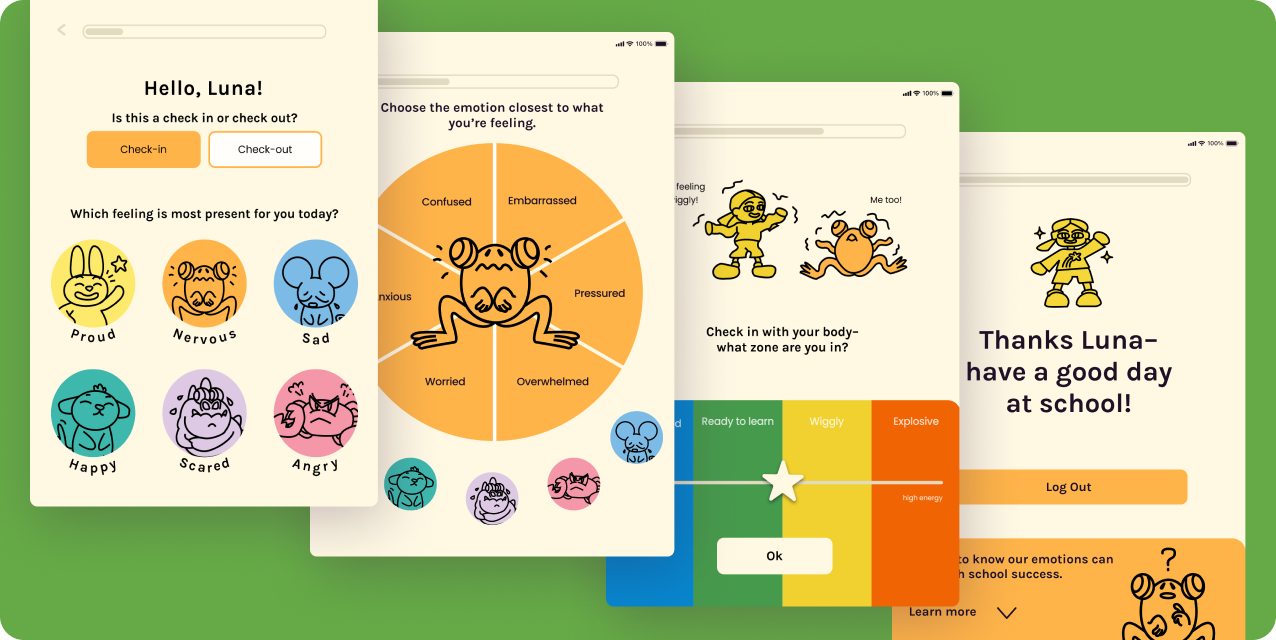 Hello, Luna!
Is this a check in or check out?
Check-in
Check-out
Which feeling is most present for you today?
Proud
Nervous
Sad
Happy
Scared
Angry
100%
Choose the emotion closest to what
you're feeling.
Confused
Embarrassed
Pressured
Worried
Overwhelmed
100%
feeling
Me too!
Check in with your body–
what zone are you in?
Ready to learn
Wiggly
Explosive
high energy
Ok
100%
Thanks Luna–
have a good day
at school!
Log Out
to know our emotions can
school success.
Learn more
?